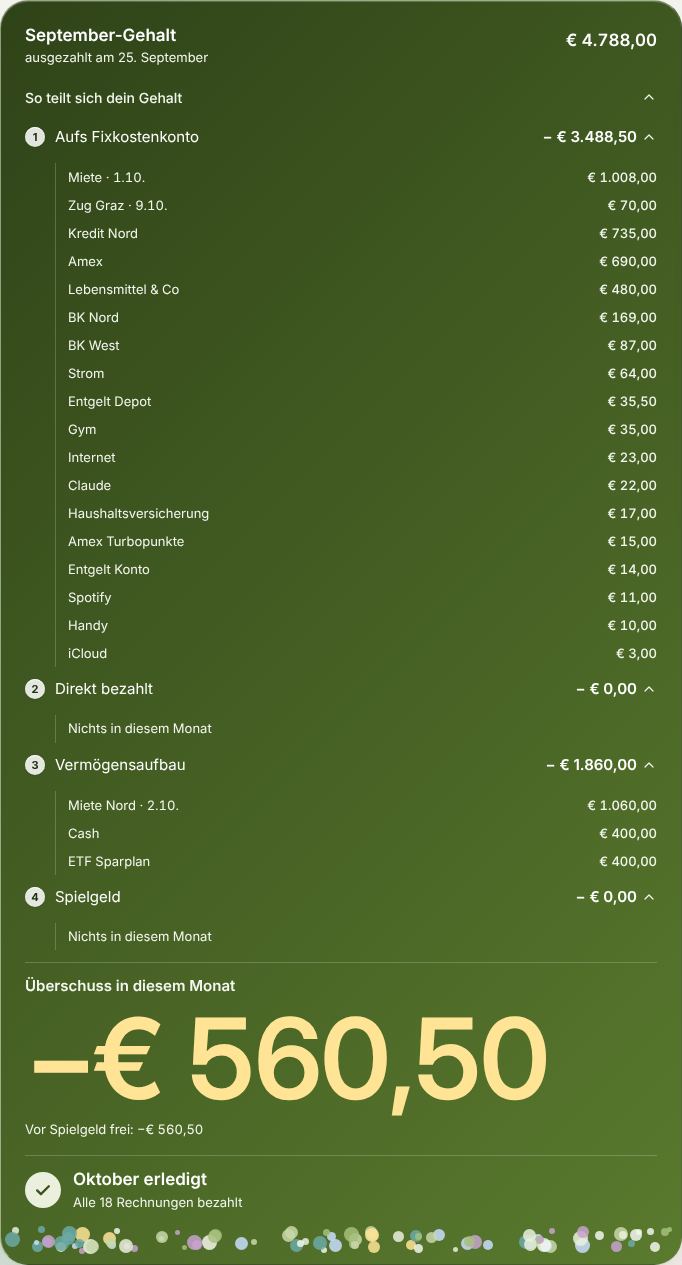 September-Gehalt
€ 4.788,00
ausgezahlt am 25. September
So teilt sich dein Gehalt
1 Aufs Fixkostenkonto – € 3.488,50
Miete · 1.10. € 1.008,00
Zug Graz · 9.10. € 70,00
Kredit Nord € 735,00
Amex € 690,00
Lebensmittel & Co € 480,00
BK Nord € 169,00
BK West € 87,00
Strom € 64,00
Entgelt Depot € 35,50
Gym € 35,00
Internet € 23,00
Claude € 22,00
Haushaltsversicherung € 17,00
Amex Turbopunkte € 15,00
Entgelt Konto € 14,00
Spotify € 11,00
Handy € 10,00
iCloud € 3,00
2 Direkt bezahlt – € 0,00
Nichts in diesem Monat
3 Vermögensaufbau – € 1.860,00
Miete Nord · 2.10. € 1.060,00
Cash € 400,00
ETF Sparplan € 400,00
4 Spielgeld – € 0,00
Nichts in diesem Monat
Überschuss in diesem Monat
–€ 560,50
Vor Spielgeld frei: –€ 560,50
Oktober erledigt
Alle 18 Rechnungen bezahlt